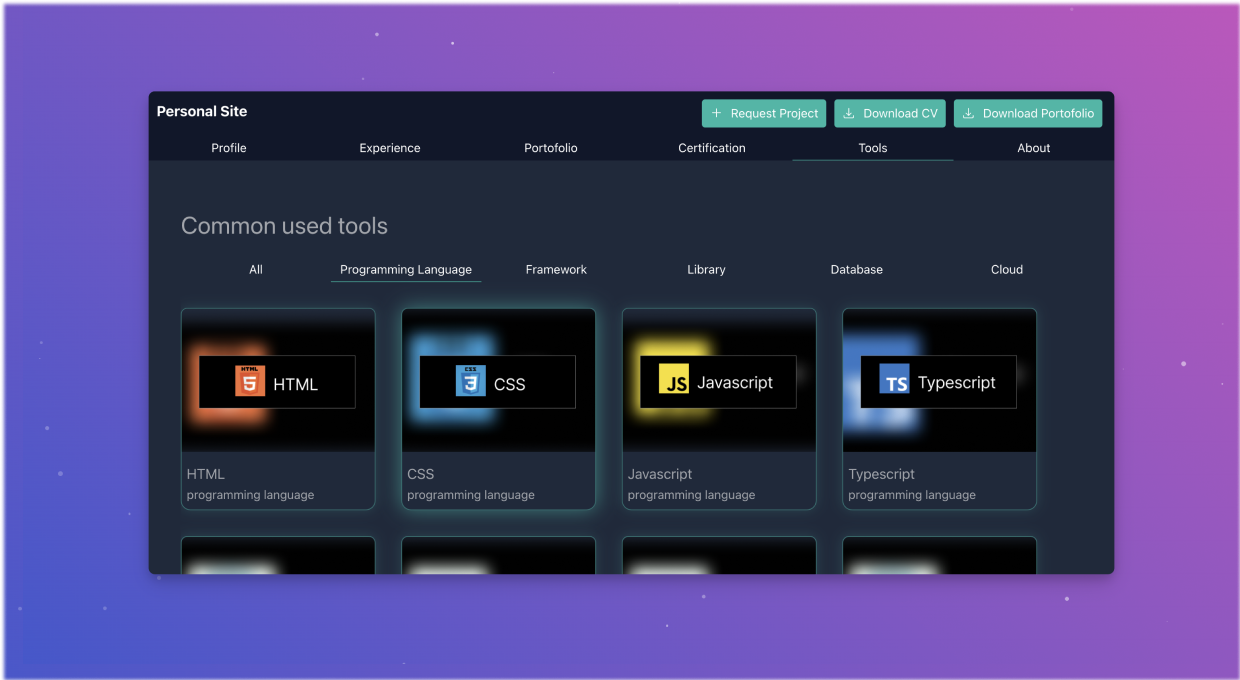 Personal Site
+ Request Project
Download CV
Download Portofolio
Profile
Experience
Portofolio
Certification
Tools
About
Common used tools
All
Programming Language
Framework
Library
Database
Cloud
HTML
5
HTML
CSS
3
CSS
JS
Javascript
TS
Typescript
HTML
programming language
CSS
programming language
Javascript
programming language
Typescript
programming language